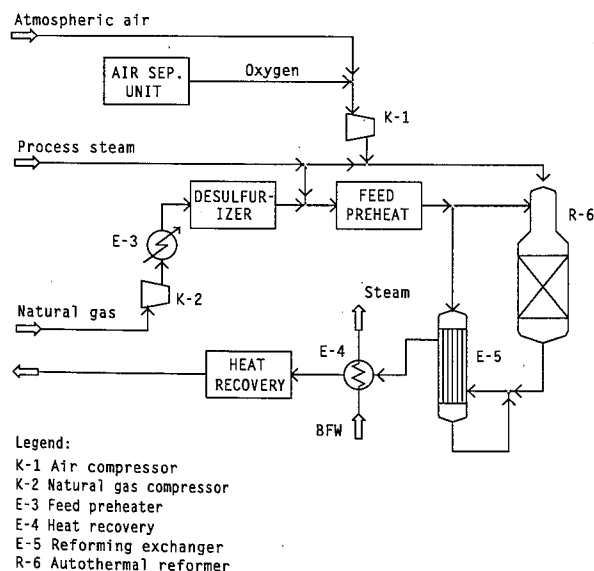 Atmospheric air
AIR SEP.
UNIT
Oxygen
K-1
Process steam
DESULFUR-
IZER
FEED
PREHEAT
R-6
E-3
K-2
Natural gas
Steam
E-4
E-5
HEAT
RECOVERY
BFW
Legend:
K-1 Air compressor
K-2 Natural gas compressor
E-3 Feed preheater
E-4 Heat recovery
E-5 Reforming exchanger
R-6 Autothermal reformer